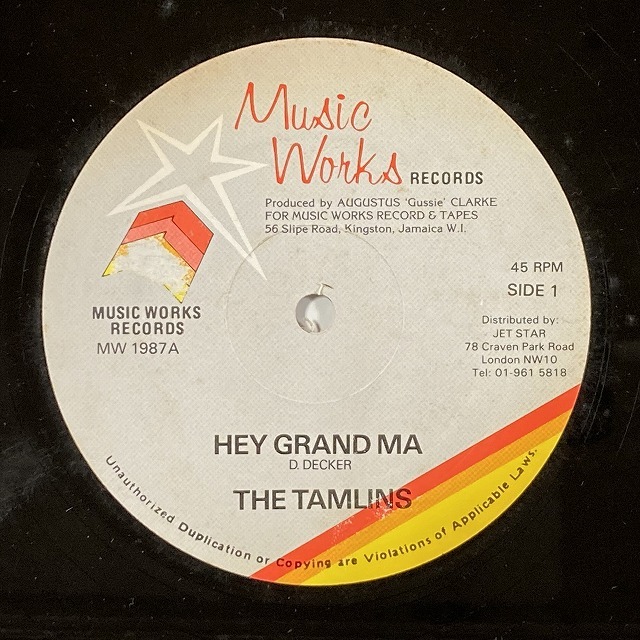 Music
Works RECORDS
Produced by AUGUSTUS 'Gussie' CLARKE
FOR MUSIC WORKS RECORD & TAPES
56 Slipe Road, Kingston, Jamaica W.I.
45 RPM
SIDE 1
MUSIC WORKS
RECORDS
MW 1987A
Distributed by:
JET STAR
78 Craven Park Road
London NW10
Tel: 01-961 5818
HEY GRAND MA
D. DECKER
THE TAMLINS
Unauthorized Duplication or Copying are Violations of Applicable Laws.